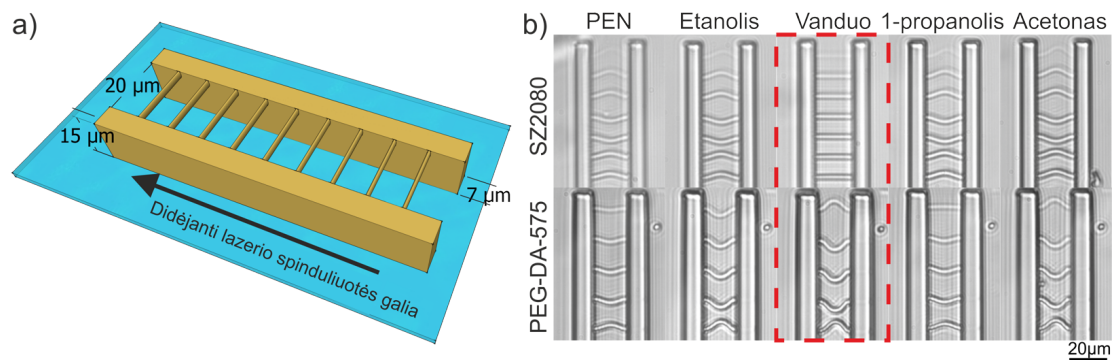 a)
20 µm
15 µm
7 µm
Didėjanti lazerio spinduliuotės galia
b)
PEN Etanolis Vanduo 1-propanolis Acetonas
SZ2080
PEG-DA-575
20µm